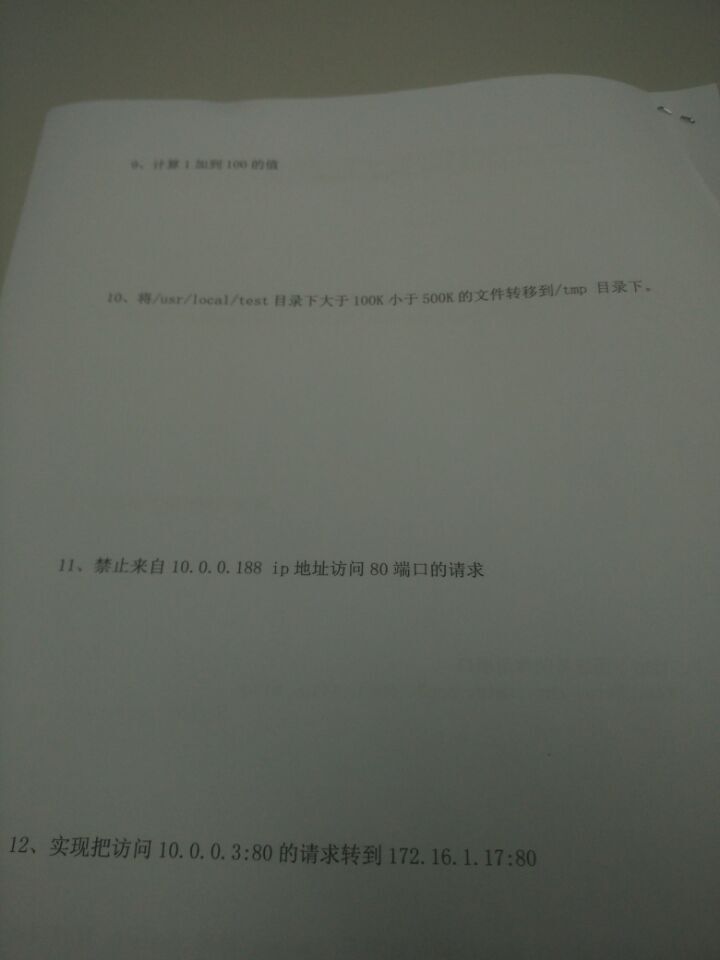 9、计算 1 加到 100 的值
10、将/usr/local/test 目录下大于 100K 小于 500K 的文件转移到/tmp 目录下。
11、禁止来自 10.0.0.188 ip 地址访问 80 端口的请求
12、实现把访问 10.0.0.3:80 的请求转到 172.16.1.17:80